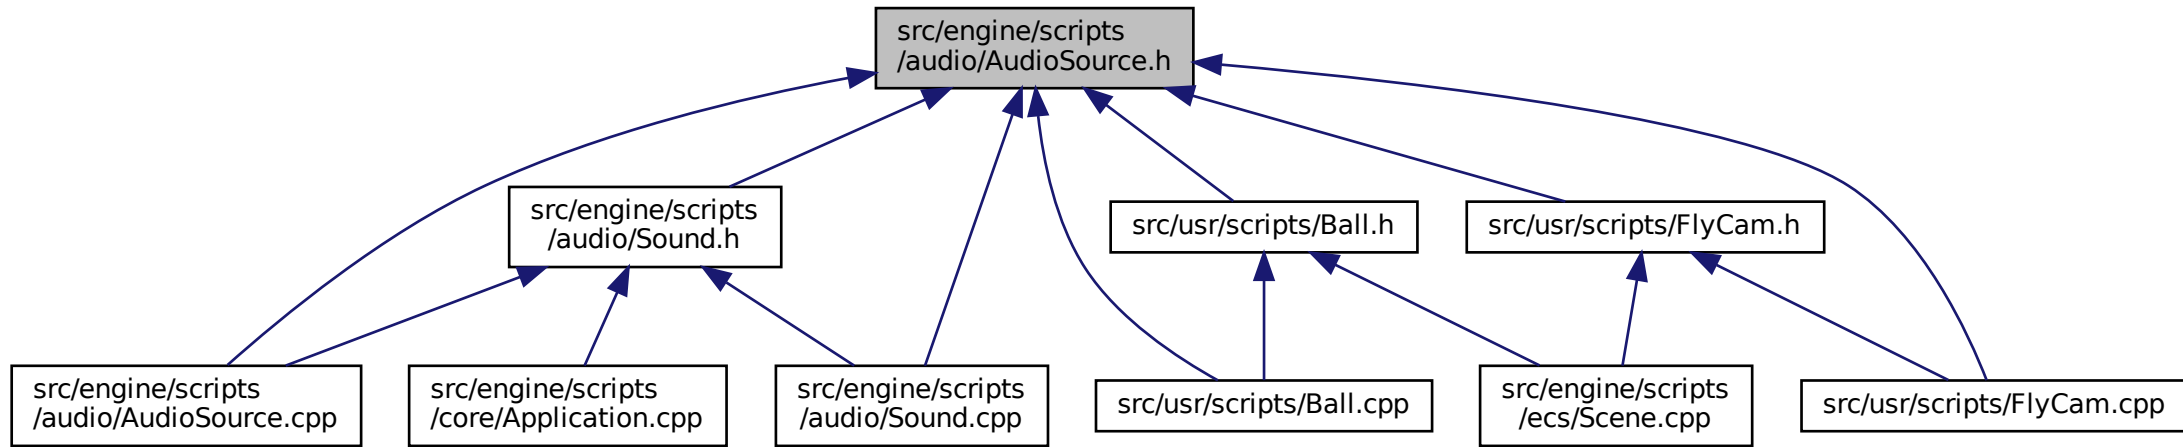 src/engine/scripts
/audio/AudioSource.h
src/engine/scripts
/audio/Sound.h
src/usr/scripts/Ball.h
src/usr/scripts/FlyCam.h
src/engine/scripts
/audio/AudioSource.cpp
src/engine/scripts
/core/Application.cpp
src/engine/scripts
/audio/Sound.cpp
src/usr/scripts/Ball.cpp
src/engine/scripts
/ecs/Scene.cpp
src/usr/scripts/FlyCam.cpp